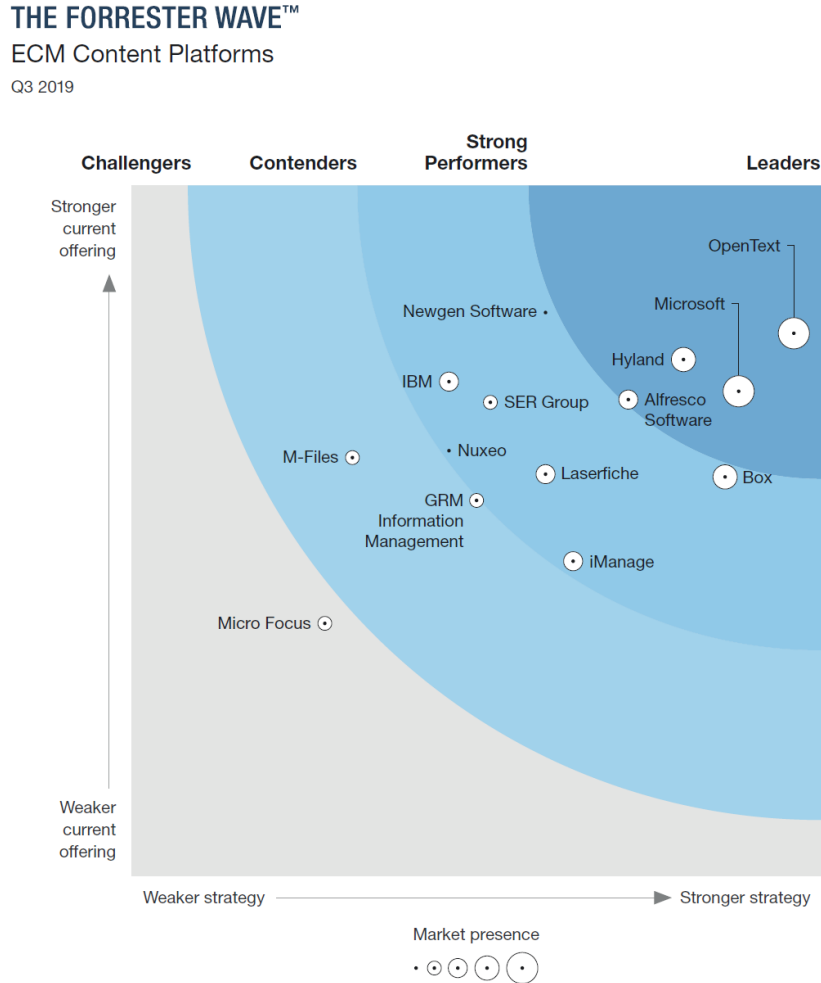 THE FORRESTER WAVE™
ECM Content Platforms
Q3 2019
Challengers
Contenders
Strong
Performers
Leaders
Stronger
current
offering
OpenText
Microsoft
Newgen Software
Hyland
IBM
SER Group
Alfresco
Software
M-Files
Nuxeo
Laserfiche
Box
GRM
Information
Management
iManage
Micro Focus
Weaker
current
offering
Weaker strategy
Stronger strategy
Market presence